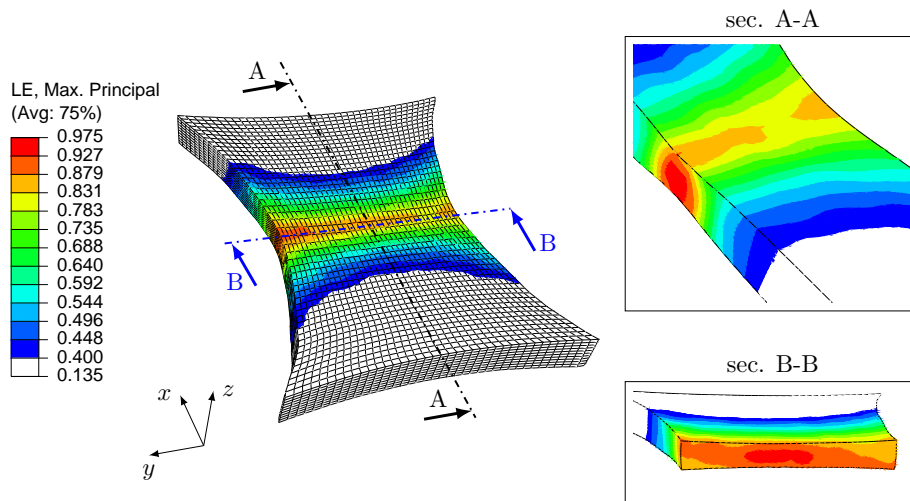 LE, Max. Principal
(Avg: 75%)
0.975
0.927
0.879
0.831
0.783
0.735
0.688
0.640
0.592
0.544
0.496
0.448
0.400
0.135
A
B
B
A
x
z
y
sec. A-A
sec. B-B